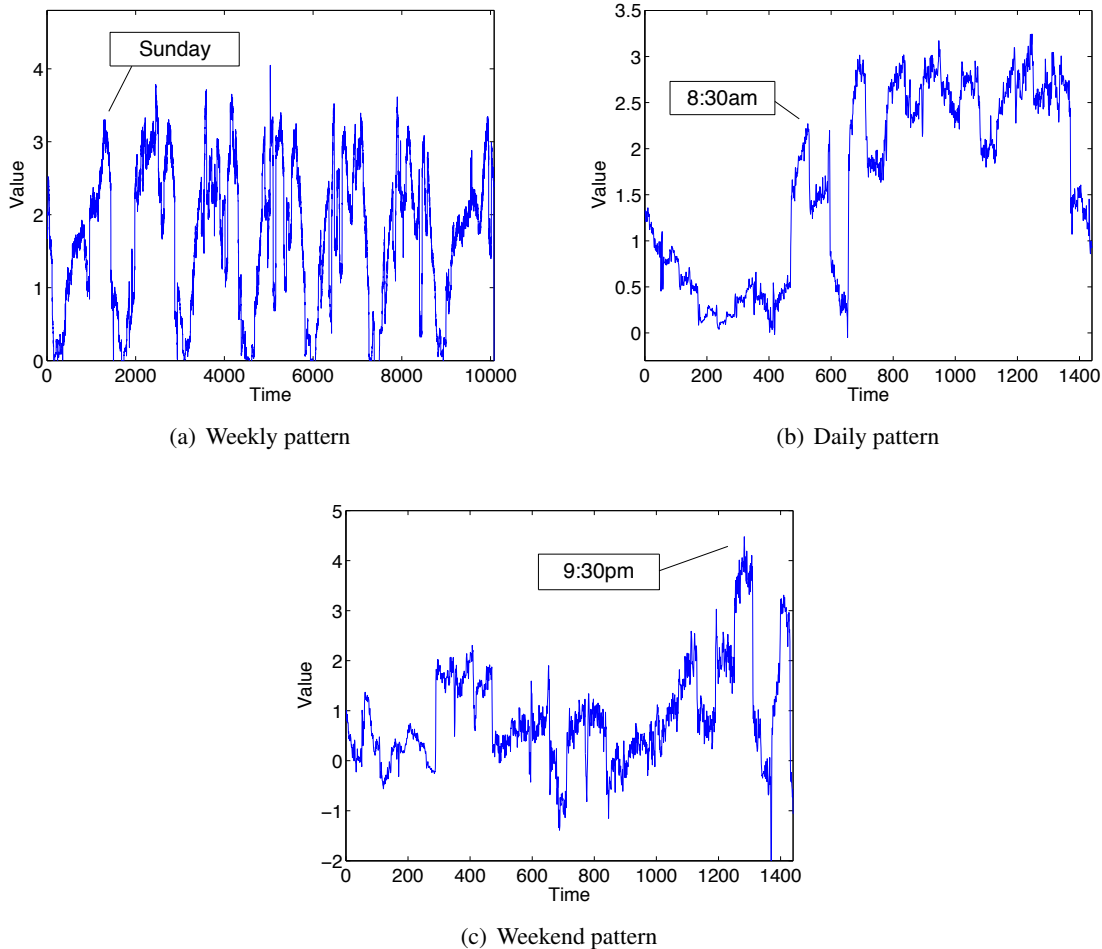 Sunday
4
3
2
1
0
Value
0 2000 4000 6000 8000 10000
Time
(a) Weekly pattern
8:30am
3.5
3
2.5
2
1.5
1
0.5
0
Value
0 200 400 600 800 1000 1200 1400
Time
(b) Daily pattern
9:30pm
5
4
3
2
1
0
−1
−2
Value
0 200 400 600 800 1000 1200 1400
Time
(c) Weekend pattern